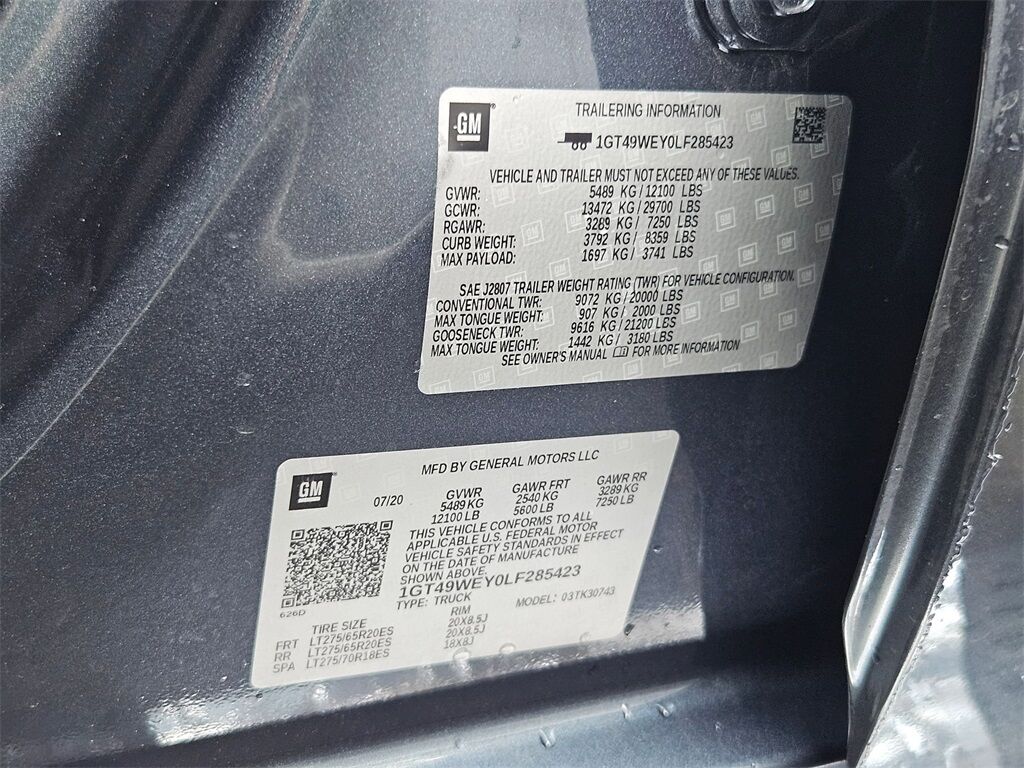 GM
TRAILERING INFORMATION
1GT49WEY0LF285423
VEHICLE AND TRAILER MUST NOT EXCEED ANY OF THESE VALUES.
GVWR: 5489 KG / 12100 LBS
GCWR: 13472 KG / 29700 LBS
RGAWR: 3289 KG / 7250 LBS
CURB WEIGHT: 3792 KG / 8359 LBS
MAX PAYLOAD: 1697 KG / 3741 LBS
SAE J2807 TRAILER WEIGHT RATING (TWR) FOR VEHICLE CONFIGURATION.
CONVENTIONAL TWR: 9072 KG / 20000 LBS
MAX TONGUE WEIGHT: 907 KG / 2000 LBS
GOOSENECK TWR: 9616 KG / 21200 LBS
MAX TONGUE WEIGHT: 1442 KG / 3180 LBS
SEE OWNER'S MANUAL FOR MORE INFORMATION
GM
MFD BY GENERAL MOTORS LLC
07/20 GVWR GAWR FRT GAWR RR
5489 KG 2540 KG 3289 KG
12100 LB 5600 LB 7250 LB
THIS VEHICLE CONFORMS TO ALL
APPLICABLE U.S. FEDERAL MOTOR
VEHICLE SAFETY STANDARDS IN EFFECT
ON THE DATE OF MANUFACTURE
SHOWN ABOVE.
1GT49WEY0LF285423
626D
TYPE: TRUCK MODEL: 03TK30743
TIRE SIZE RIM
FRT LT275/65R20ES 20X8.5J
RR LT275/65R20ES 20X8.5J
SPA LT275/70R18ES 18X8J